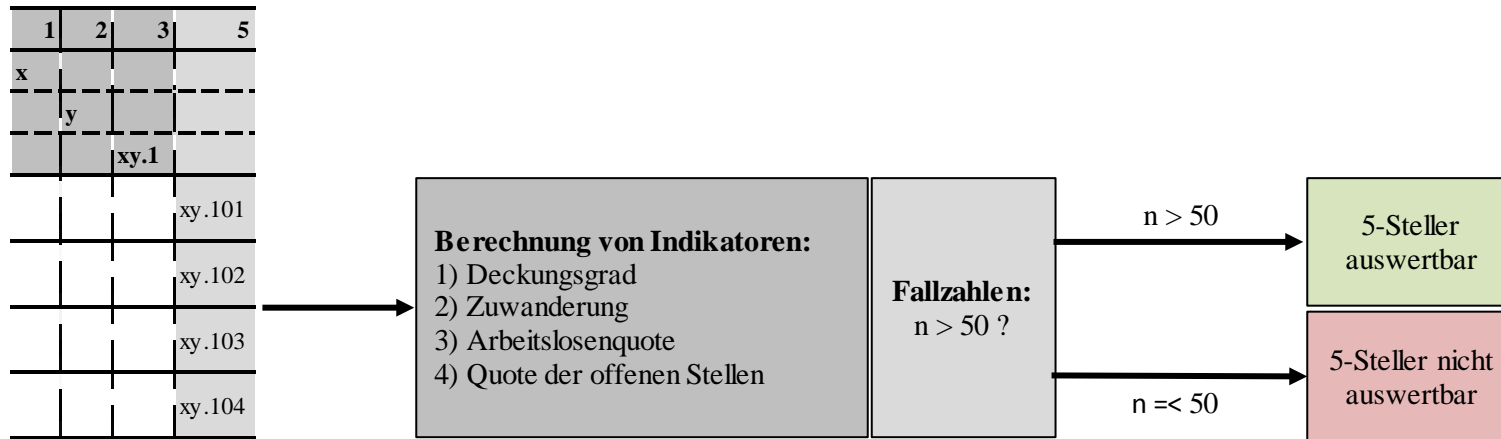 1 2 3 5
x
y
xy.1
xy.101
xy.102
xy.103
xy.104
Berechnung von Indikatoren:
1) Deckungsgrad
2) Zuwanderung
3) Arbeitslosenquote
4) Quote der offenen Stellen
Fallzahlen:
n > 50 ?
n > 50
5-Steller
auswertbar
n =< 50
5-Steller nicht
auswertbar